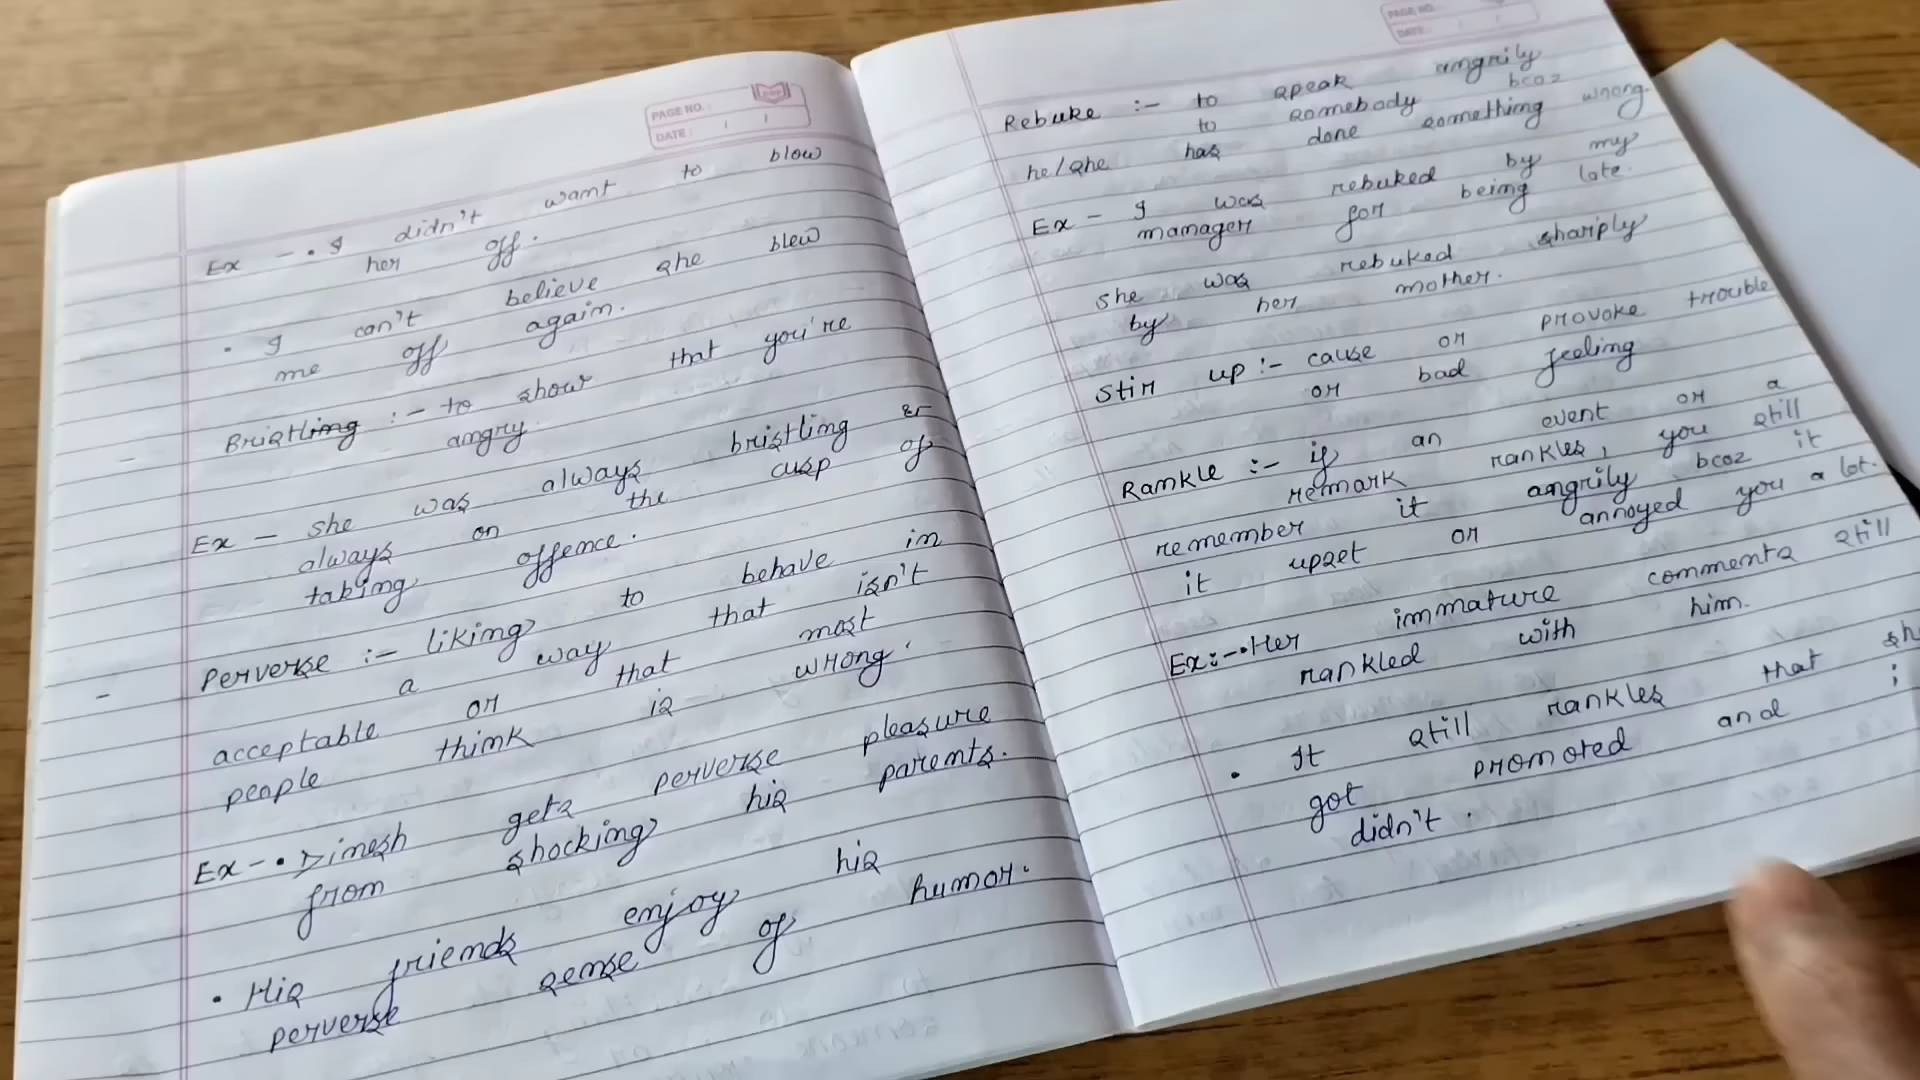 PAGE NO.:
DATE: / /
Ex - • I didn't want to blow
her off.
• I can't believe she blew
me off again.
Bristling :- to show that you're
angry.
Ex - she was always bristling &
always on the cusp of
taking offence.
Perverse :- liking to behave in
a way that isn't
acceptable or that most
people think is wrong.
Ex - • Dinesh gets perverse pleasure
from shocking his parents.
• His friends enjoy his
perverse sense of humor.
PAGE NO.
DATE: / /
Rebuke :- to speak angrily
to somebody bcoz
he/she has done something wrong.
Ex - I was rebuked by my
manager for being late.
she was rebuked sharply
by her mother.
Stir up :- cause or provoke trouble
or bad feeling
Rankle :- if an event or a
remark rankles, you still
remember it angrily bcoz it
it upset or annoyed you a lot.
Ex :- • Her immature comments still
rankled with him.
• It still rankles that sh
got promoted and i
didn't.